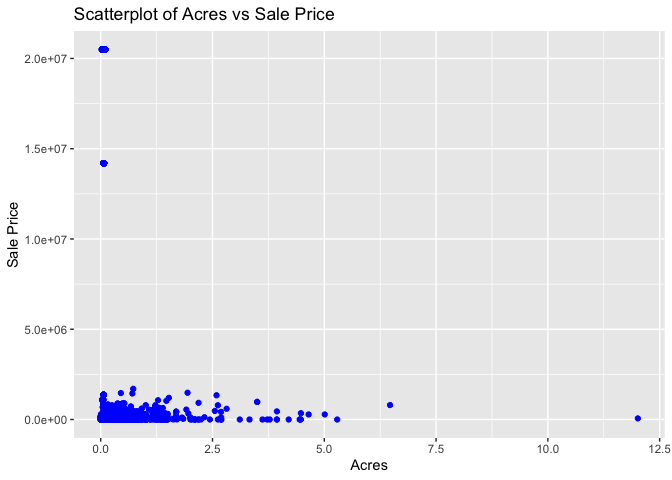 Scatterplot of Acres vs Sale Price
2.0e+07
1.5e+07
1.0e+07
5.0e+06
0.0e+00
Sale Price
0.0 2.5 5.0 7.5 10.0 12.5
Acres